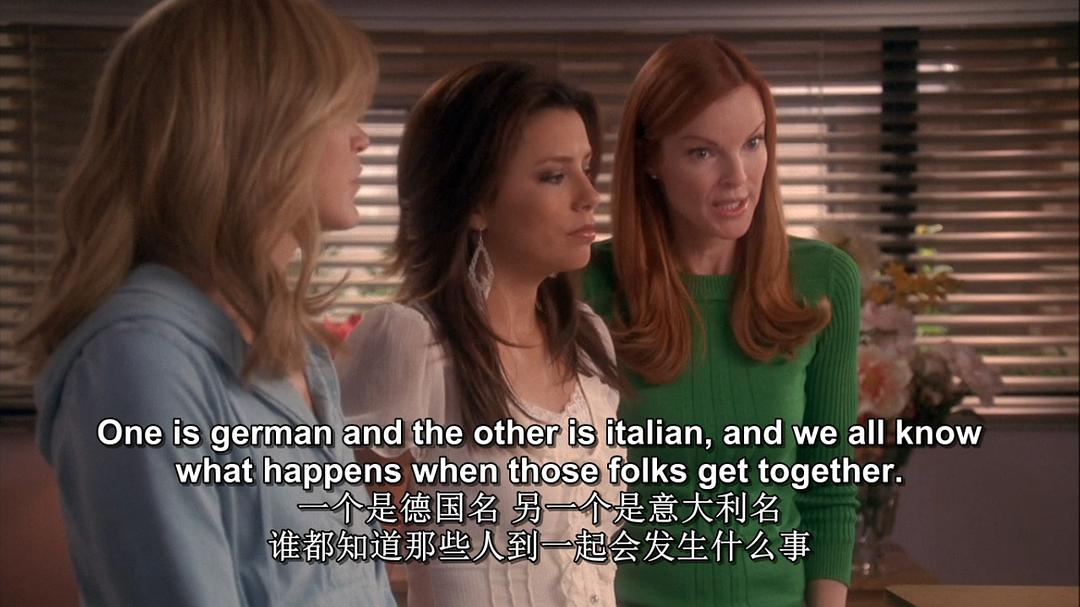 One is german and the other is italian, and we all know
what happens when those folks get together.
一个是德国名 另一个是意大利名
谁都知道那些人到一起会发生什么事